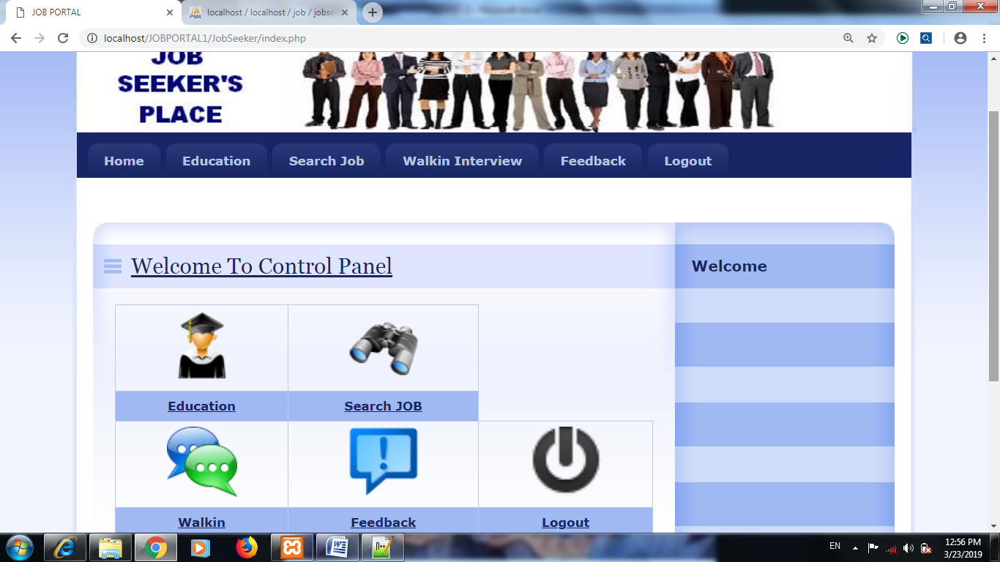 JOB PORTAL
localhost / localhost / job / jobse
localhost/JOBPORTAL1/JobSeeker/index.php
JOB
SEEKER'S
PLACE
Home Education Search Job Walkin Interview Feedback Logout
Welcome To Control Panel
Welcome
Education Search JOB
Walkin Feedback Logout
EN
12:56 PM
3/23/2019